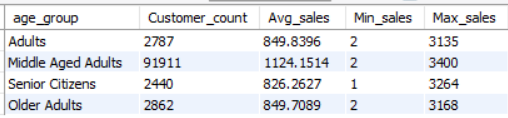 age_group Customer_count Avg_sales Min_sales Max_sales
Adults 2787 849.8396 2 3135
Middle Aged Adults 91911 1124.1514 2 3400
Senior Citizens 2440 826.2627 1 3264
Older Adults 2862 849.7089 2 3168